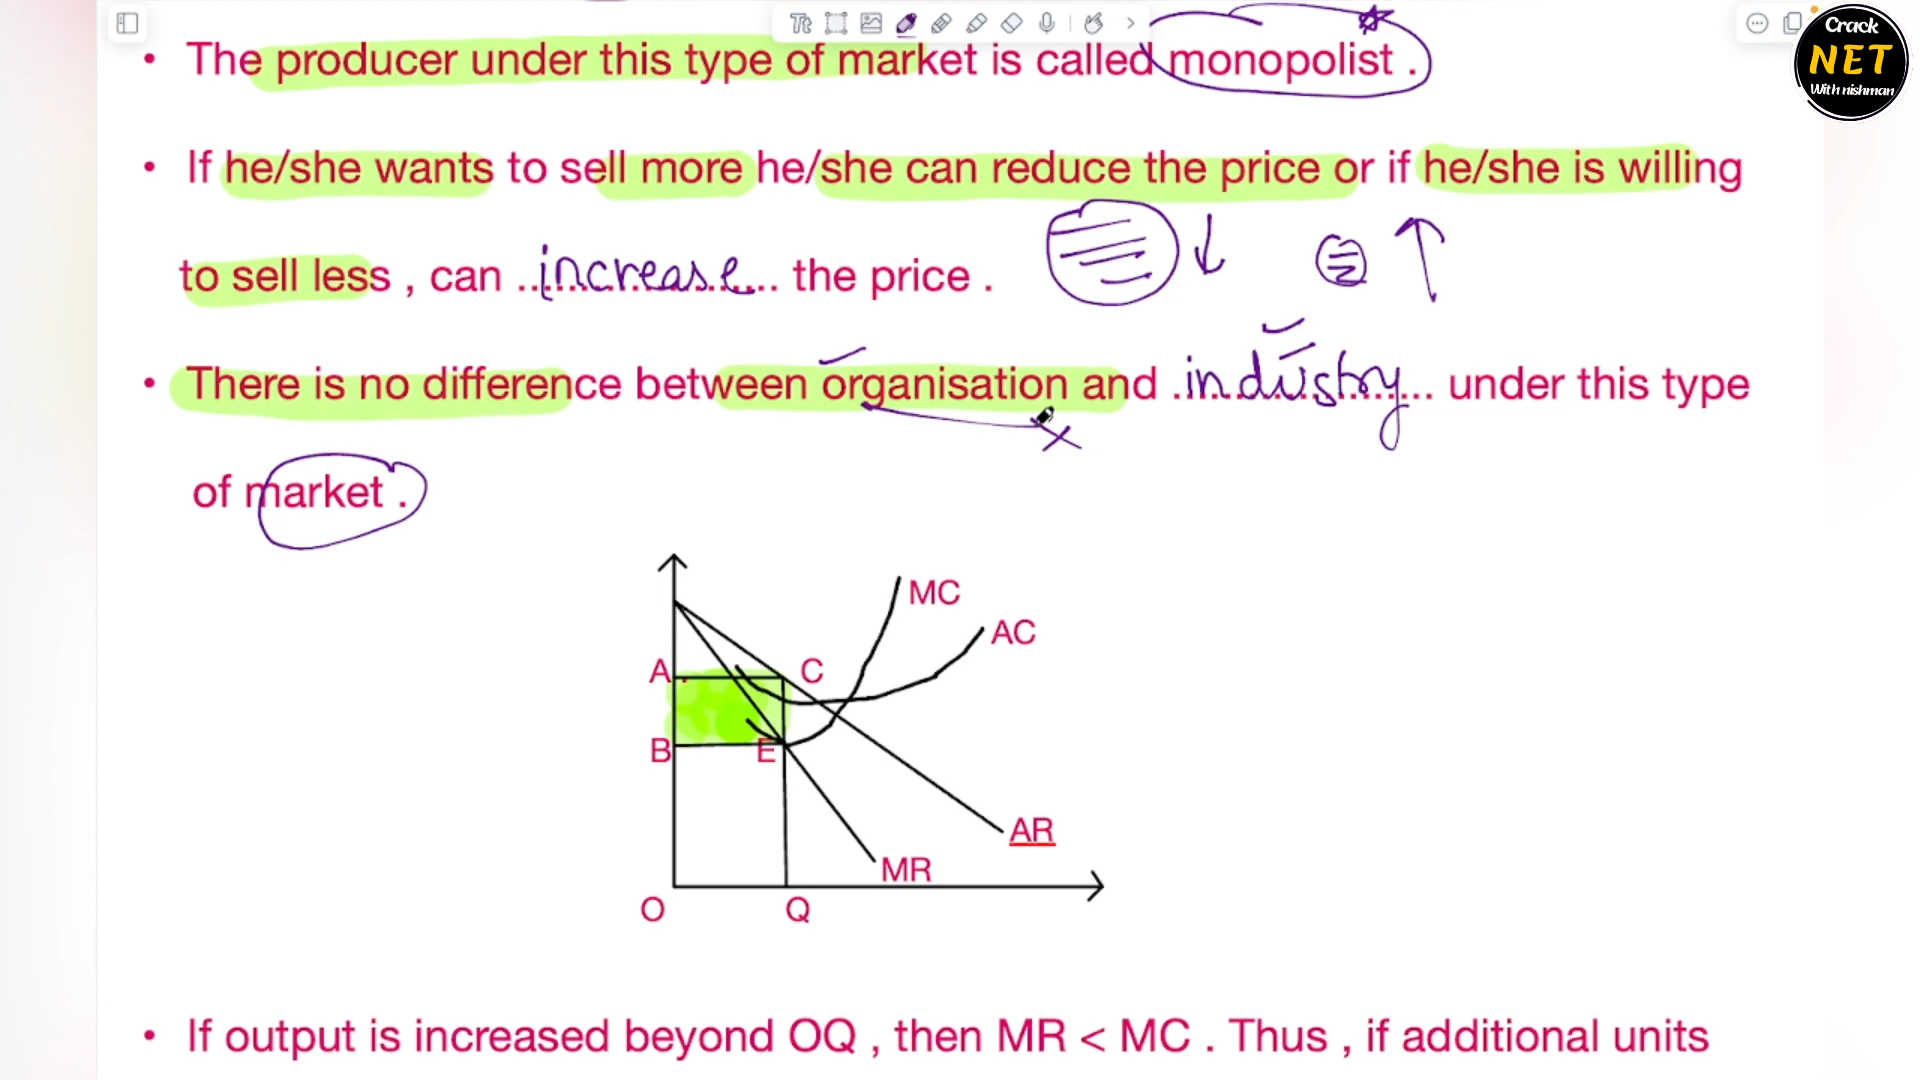 Crack
NET
With nishman
• The producer under this type of market is called monopolist .
• If he/she wants to sell more he/she can reduce the price or if he/she is willing
to sell less , can ..increase.. the price .
• There is no difference between organisation and .industry... under this type
of market .
MC
AC
A .
C
B
E
AR
MR
O
Q
• If output is increased beyond OQ , then MR < MC . Thus , if additional units